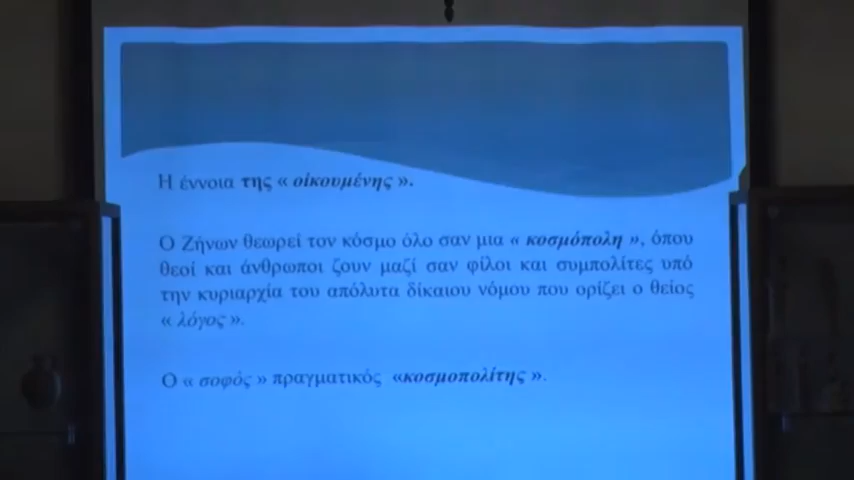 Η έννοια της « οἰκουμένης ».
Ο Ζήνων θεωρεί τον κόσμο όλο σαν μια « κοσμόπολη », όπου
θεοί και άνθρωποι ζουν μαζί σαν φίλοι και συμπολίτες υπό
την κυριαρχία του απόλυτα δίκαιου νόμου που ορίζει ο θείος
« λόγος ».
Ο « σοφός » πραγματικός «κοσμοπολίτης ».